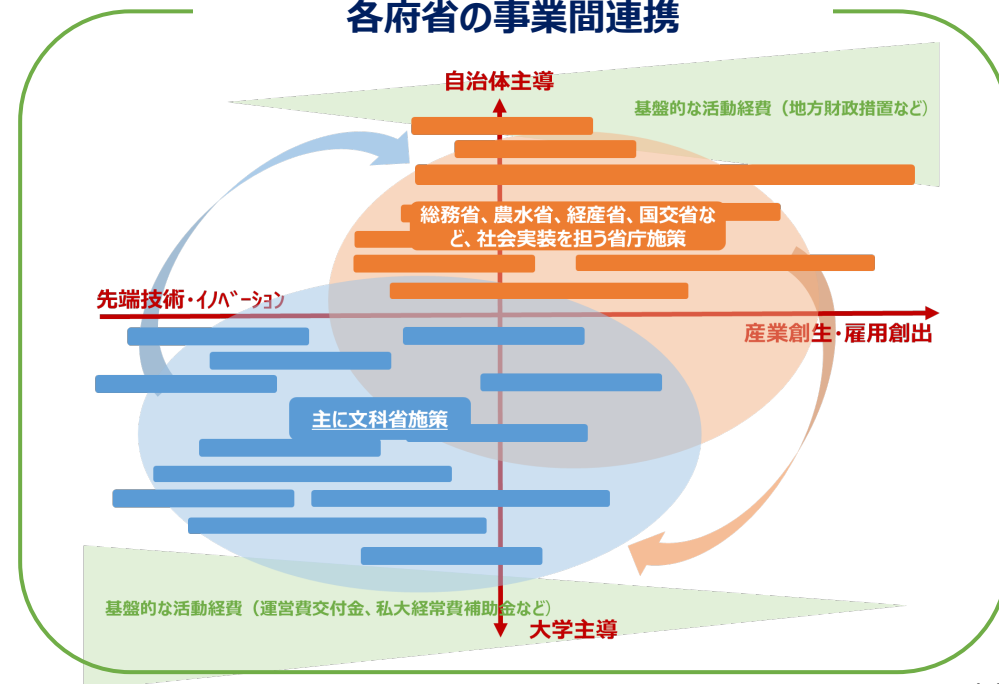 各府省の事業間連携
自治体主導
基盤的な活動経費（地方財政措置など）
総務省、農水省、経産省、国交省な
ど、社会実装を担う省庁施策
先端技術・ｲﾉﾍﾞｰｼｮﾝ
産業創生・雇用創出
主に文科省施策
基盤的な活動経費（運営費交付金、私大経常費補助金など）
大学主導